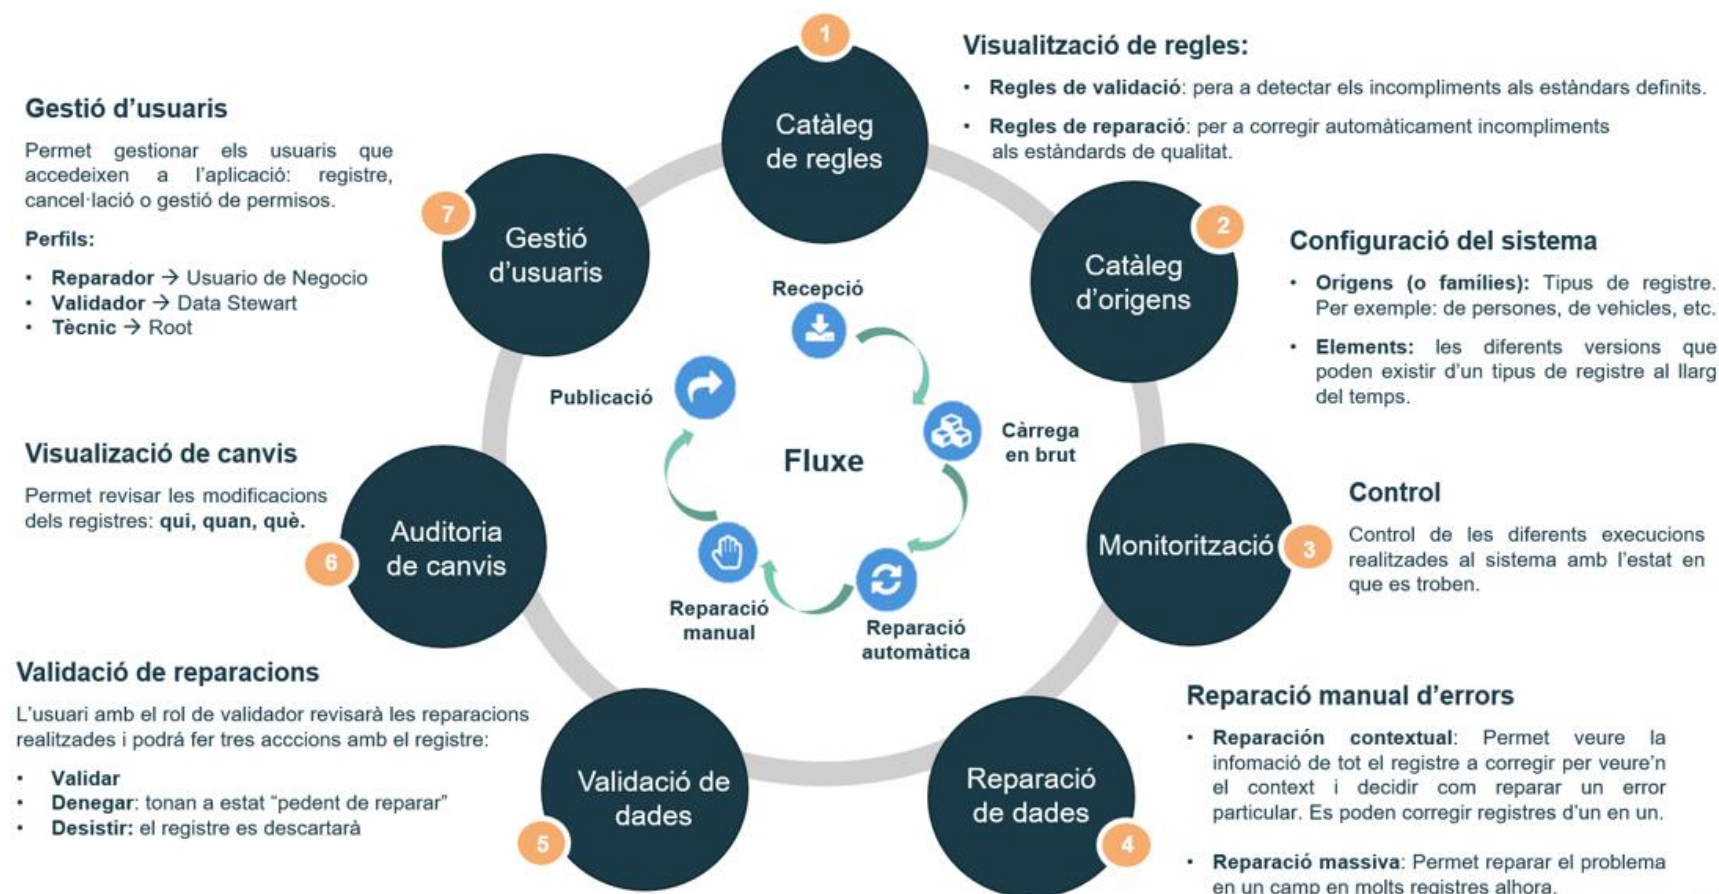 1
Catàleg
de regles
Visualització de regles:
• Regles de validació: pera a detectar els incompliments als estàndars definits.
• Regles de reparació: per a corregir automàticament incompliments
als estàndards de qualitat.
2
Catàleg
d'origens
Configuració del sistema
• Orígens (o famílies): Tipus de registre.
Per exemple: de persones, de vehicles, etc.
• Elements: les diferents versions que
poden existir d'un tipus de registre al llarg
del temps.
Monitorització
3
Control
Control de les diferents execucions
realitzades al sistema amb l'estat en
que es troben.
Reparació
de dades
4
Reparació manual d'errors
• Reparación contextual: Permet veure la
infomació de tot el registre a corregir per veure'n
el context i decidir com reparar un error
particular. Es poden corregir registres d'un en un.
• Reparació massiva: Permet reparar el problema
en un camp en molts registres alhora.
Validació de
dades
5
Validació de reparacions
L'usuari amb el rol de validador revisarà les reparacions
realitzades i podrá fer tres acccions amb el registre:
• Validar
• Denegar: tonan a estat "pedent de reparar"
• Desistir: el registre es descartarà
Auditoria
de canvis
6
Visualizació de canvis
Permet revisar les modificacions
dels registres: qui, quan, què.
Gestió
d'usuaris
7
Gestió d'usuaris
Permet gestionar els usuaris que
accedeixen a l'aplicació: registre,
cancel·lació o gestió de permisos.
Perfils:
• Reparador → Usuario de Negocio
• Validador → Data Stewart
• Tècnic → Root
Fluxe
Recepció
Càrrega
en brut
Reparació
automàtica
Reparació
manual
Publicació